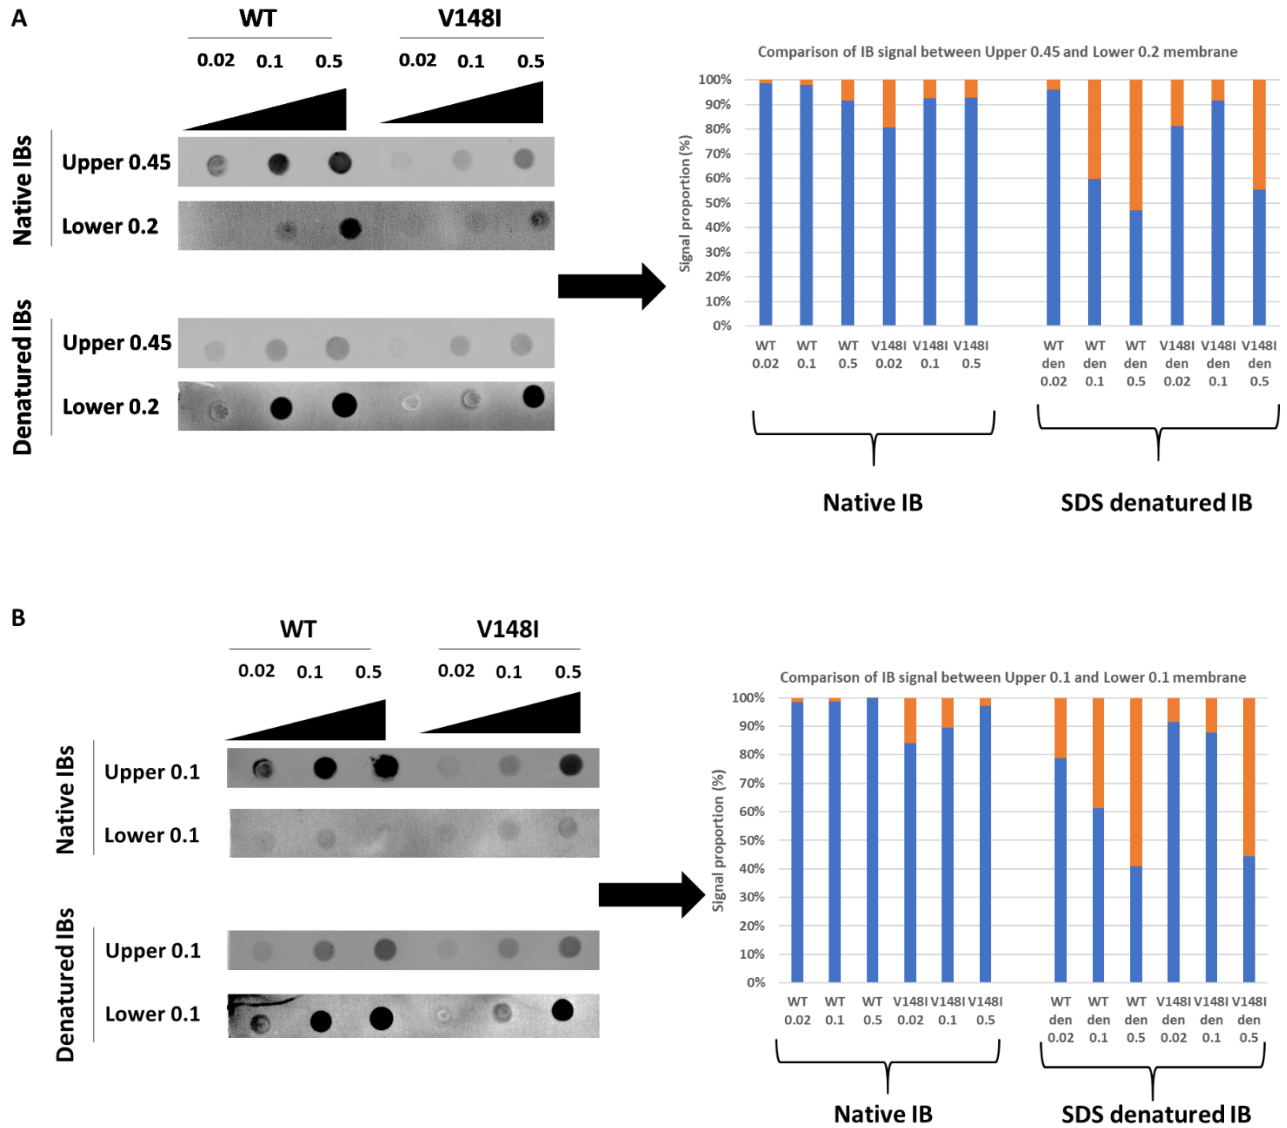 A
WT
V148I
0.02 0.1 0.5 0.02 0.1 0.5
Native IBs
Upper 0.45
Lower 0.2
Denatured IBs
Upper 0.45
Lower 0.2
Comparison of IB signal between Upper 0.45 and Lower 0.2 membrane
Signal proportion (%)
100%
90%
80%
70%
60%
50%
40%
30%
20%
10%
0%
WT WT WT V148I V148I V148I
0.02 0.1 0.5 0.02 0.1 0.5
WT WT WT V148I V148I V148I
den den den den den den
0.02 0.1 0.5 0.02 0.1 0.5
Native IB
SDS denatured IB
B
WT
V148I
0.02 0.1 0.5 0.02 0.1 0.5
Native IBs
Upper 0.1
Lower 0.1
Denatured IBs
Upper 0.1
Lower 0.1
Comparison of IB signal between Upper 0.1 and Lower 0.1 membrane
Signal proportion (%)
100%
90%
80%
70%
60%
50%
40%
30%
20%
10%
0%
WT WT WT V148I V148I V148I
0.02 0.1 0.5 0.02 0.1 0.5
WT WT WT V148I V148I V148I
den den den den den den
0.02 0.1 0.5 0.02 0.1 0.5
Native IB
SDS denatured IB